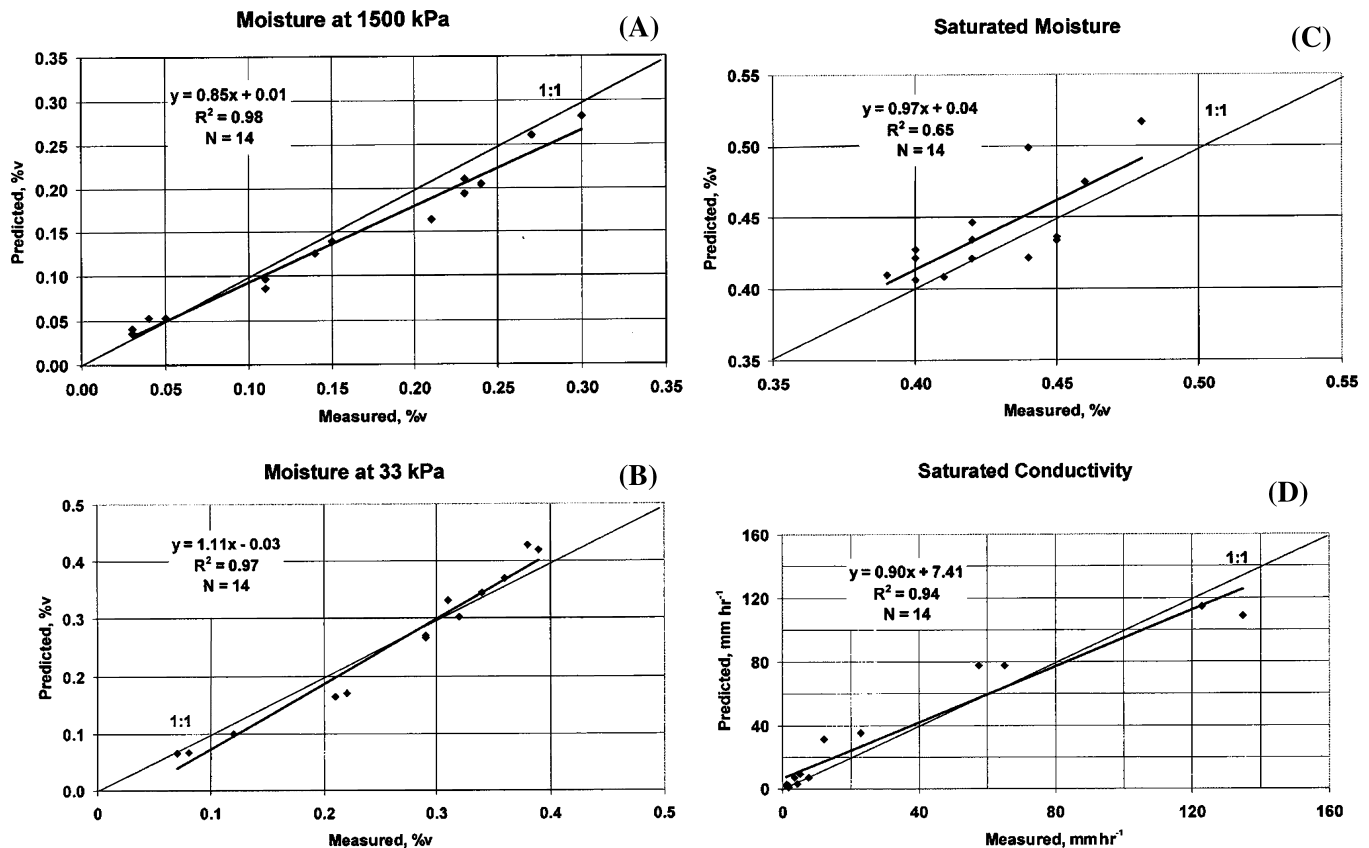 Moisture at 1500 kPa
(A)
0.35
0.30
0.25
0.20
0.15
0.10
0.05
0.00
Predicted, %v
y = 0.85x + 0.01
R² = 0.98
N = 14
1:1
0.00 0.05 0.10 0.15 0.20 0.25 0.30 0.35
Measured, %v
Saturated Moisture
(C)
0.55
0.50
0.45
0.40
0.35
Predicted, %v
y = 0.97x + 0.04
R² = 0.65
N = 14
1:1
0.35 0.40 0.45 0.50 0.55
Measured, %v
Moisture at 33 kPa
(B)
0.5
0.4
0.3
0.2
0.1
0.0
Predicted, %v
y = 1.11x - 0.03
R² = 0.97
N = 14
1:1
0 0.1 0.2 0.3 0.4 0.5
Measured, %v
Saturated Conductivity
(D)
160
120
80
40
0
Predicted, mm hr⁻¹
y = 0.90x + 7.41
R² = 0.94
N = 14
1:1
0 40 80 120 160
Measured, mm hr⁻¹